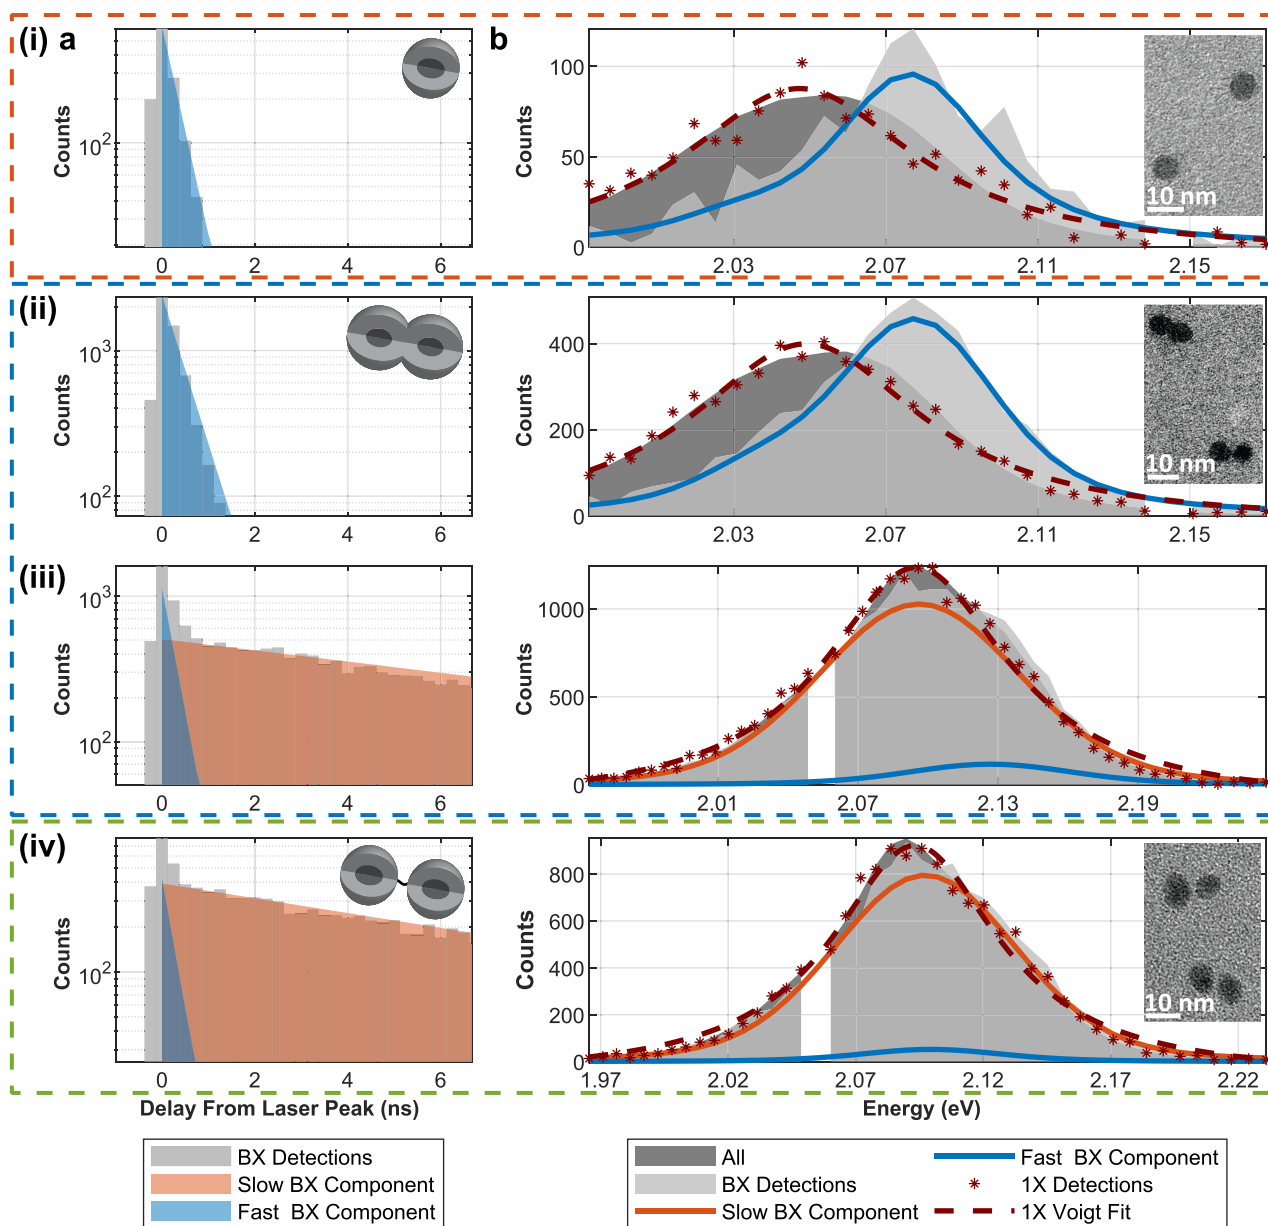 (i) a
b
Counts
10²
0 2 4 6
Counts
100
50
0
2.03 2.07 2.11 2.15
10 nm
(ii)
Counts
10³
10²
0 2 4 6
Counts
400
200
0
2.03 2.07 2.11 2.15
10 nm
(iii)
Counts
10³
10²
0 2 4 6
Counts
1000
500
0
2.01 2.07 2.13 2.19
(iv)
Counts
10²
0 2 4 6
Delay From Laser Peak (ns)
Counts
800
600
400
200
0
1.97 2.02 2.07 2.12 2.17 2.22
Energy (eV)
10 nm
BX Detections
Slow BX Component
Fast BX Component
All
BX Detections
Slow BX Component
Fast BX Component
1X Detections
1X Voigt Fit